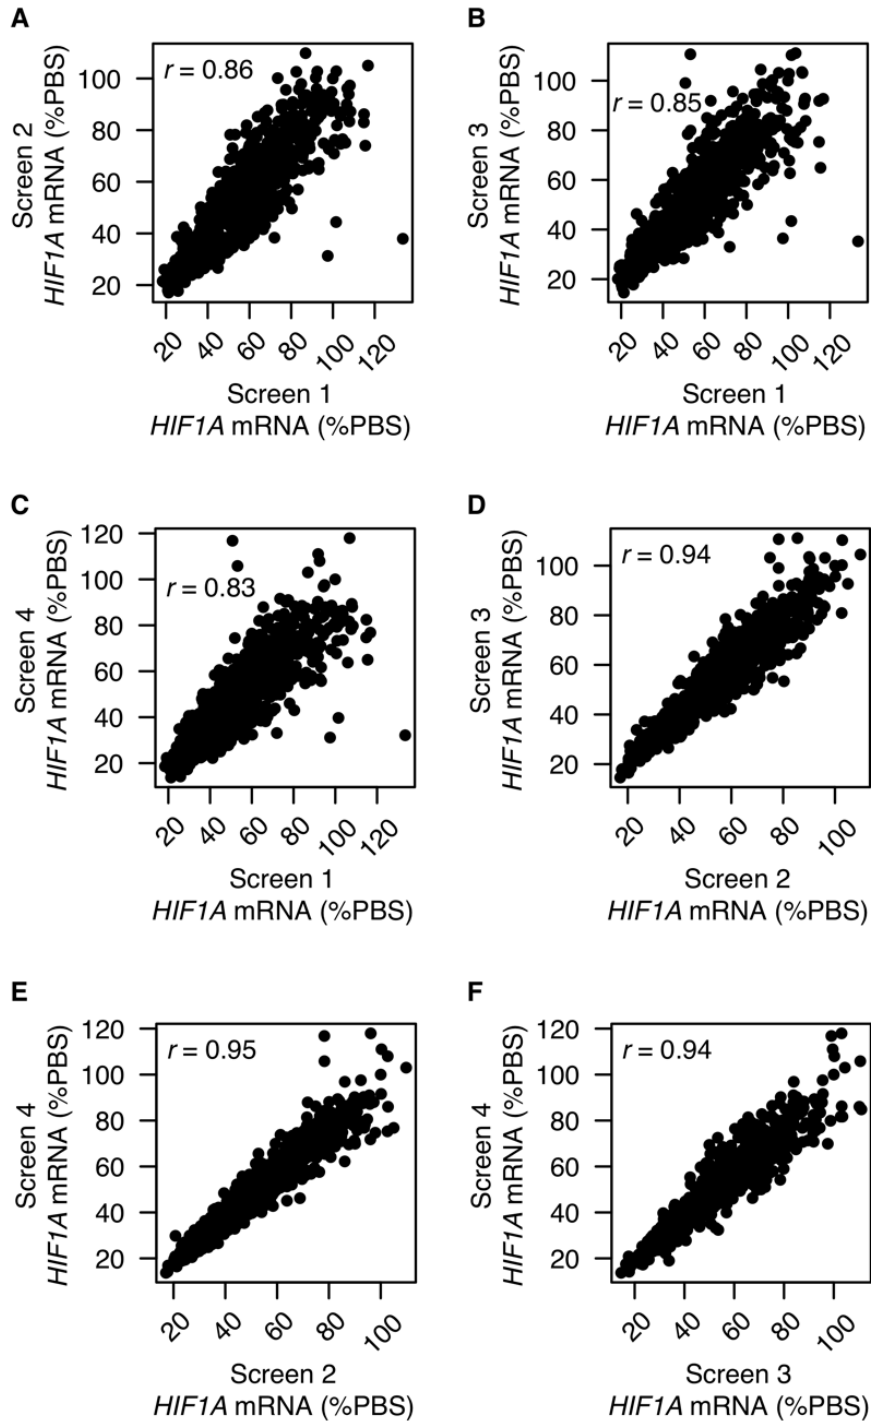 A
r = 0.86
Screen 2
HIF1A mRNA (%PBS)
100
80
60
40
20
20 40 60 80 100 120
Screen 1
HIF1A mRNA (%PBS)
B
r = 0.85
Screen 3
HIF1A mRNA (%PBS)
100
80
60
40
20
20 40 60 80 100 120
Screen 1
HIF1A mRNA (%PBS)
C
r = 0.83
Screen 4
HIF1A mRNA (%PBS)
120
100
80
60
40
20
20 40 60 80 100 120
Screen 1
HIF1A mRNA (%PBS)
D
r = 0.94
Screen 3
HIF1A mRNA (%PBS)
100
80
60
40
20
20 40 60 80 100
Screen 2
HIF1A mRNA (%PBS)
E
r = 0.95
Screen 4
HIF1A mRNA (%PBS)
120
100
80
60
40
20
20 40 60 80 100
Screen 2
HIF1A mRNA (%PBS)
F
r = 0.94
Screen 4
HIF1A mRNA (%PBS)
120
100
80
60
40
20
20 40 60 80 100
Screen 3
HIF1A mRNA (%PBS)